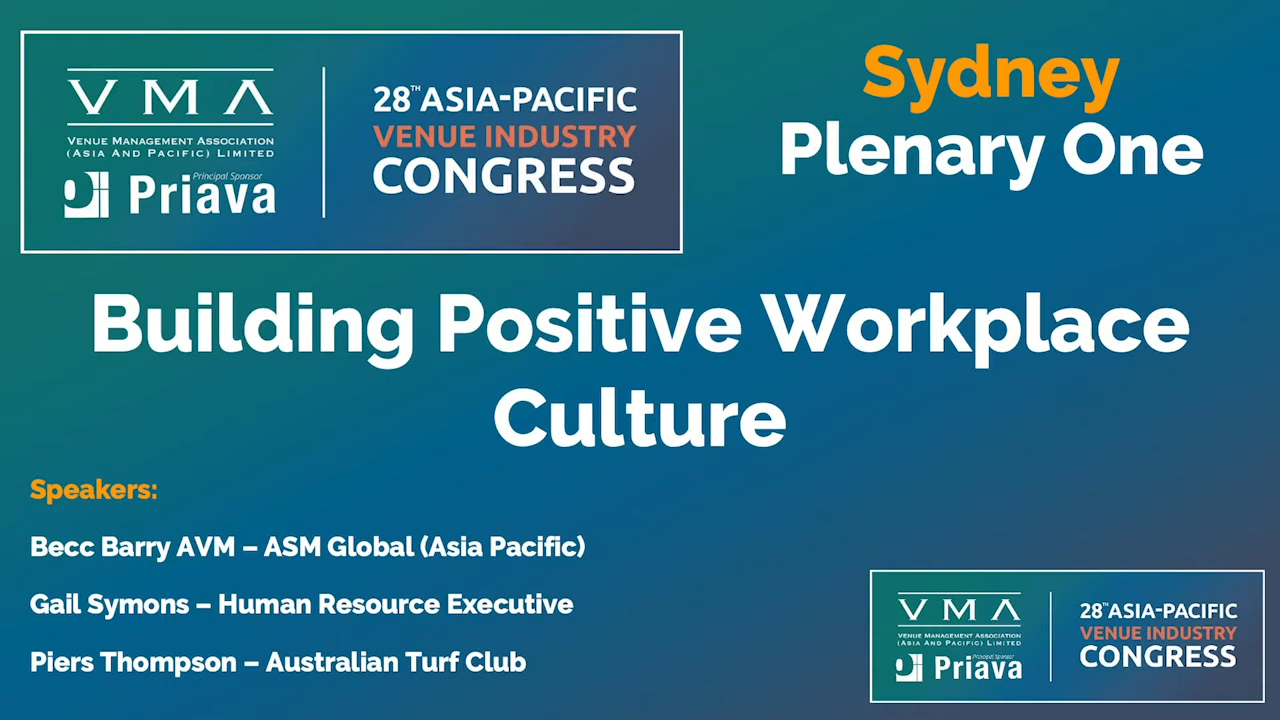 VMA
VENUE MANAGEMENT ASSOCIATION
(ASIA AND PACIFIC) LIMITED
Principal Sponsor
Priava
28TH ASIA-PACIFIC
VENUE INDUSTRY
CONGRESS
Sydney
Plenary One
Building Positive Workplace
Culture
Speakers:
Becc Barry AVM – ASM Global (Asia Pacific)
Gail Symons – Human Resource Executive
Piers Thompson – Australian Turf Club
VMA
VENUE MANAGEMENT ASSOCIATION
(ASIA AND PACIFIC) LIMITED
Principal Sponsor
Priava
28TH ASIA-PACIFIC
VENUE INDUSTRY
CONGRESS